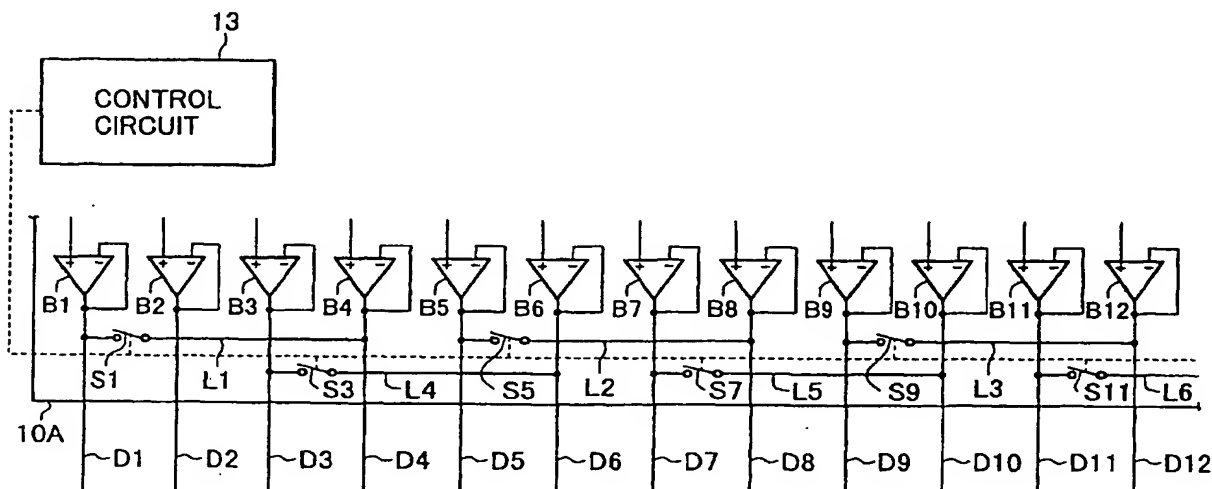 13
CONTROL
CIRCUIT
+ - + - + - + - + - + - + - + - + - + - + - + -
B1 B2 B3 B4 B5 B6 B7 B8 B9 B10 B11 B12
S1 L1 S3 L4 S5 L2 S7 L5 S9 L3 S11 L6
10A
D1 D2 D3 D4 D5 D6 D7 D8 D9 D10 D11 D12